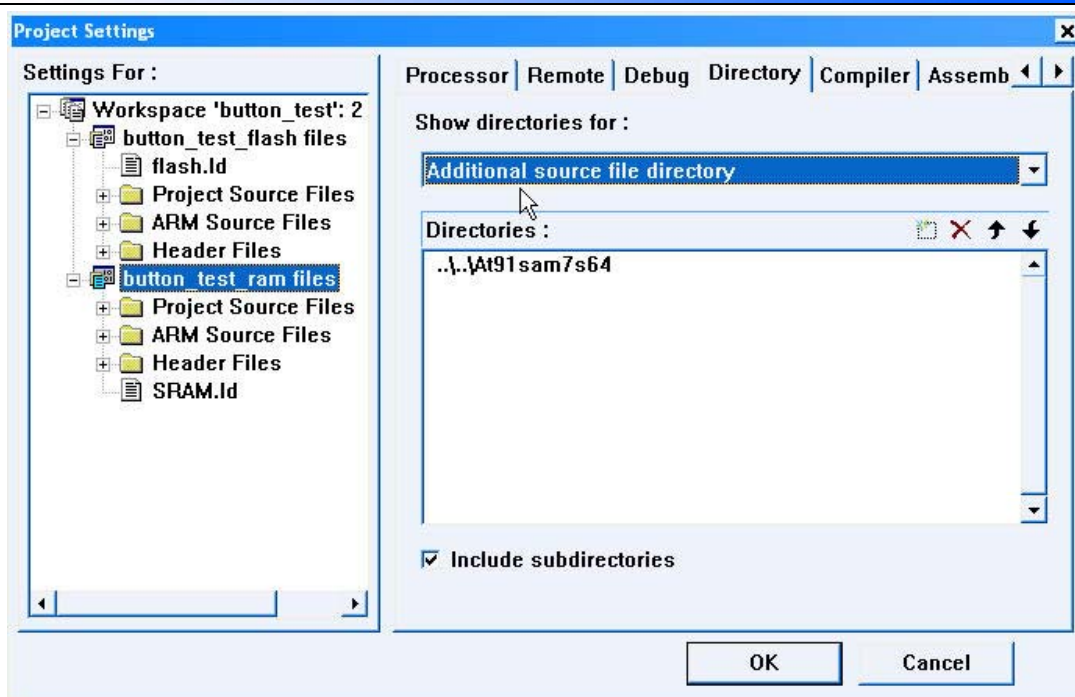 Project Settings
Settings For :
Workspace 'button_test': 2
button_test_flash files
flash.ld
Project Source Files
ARM Source Files
Header Files
button_test_ram files
Project Source Files
ARM Source Files
Header Files
SRAM.ld
Processor Remote Debug Directory Compiler Assemb
Show directories for :
Additional source file directory
Directories :
..\..\At91sam7s64
Include subdirectories
OK Cancel